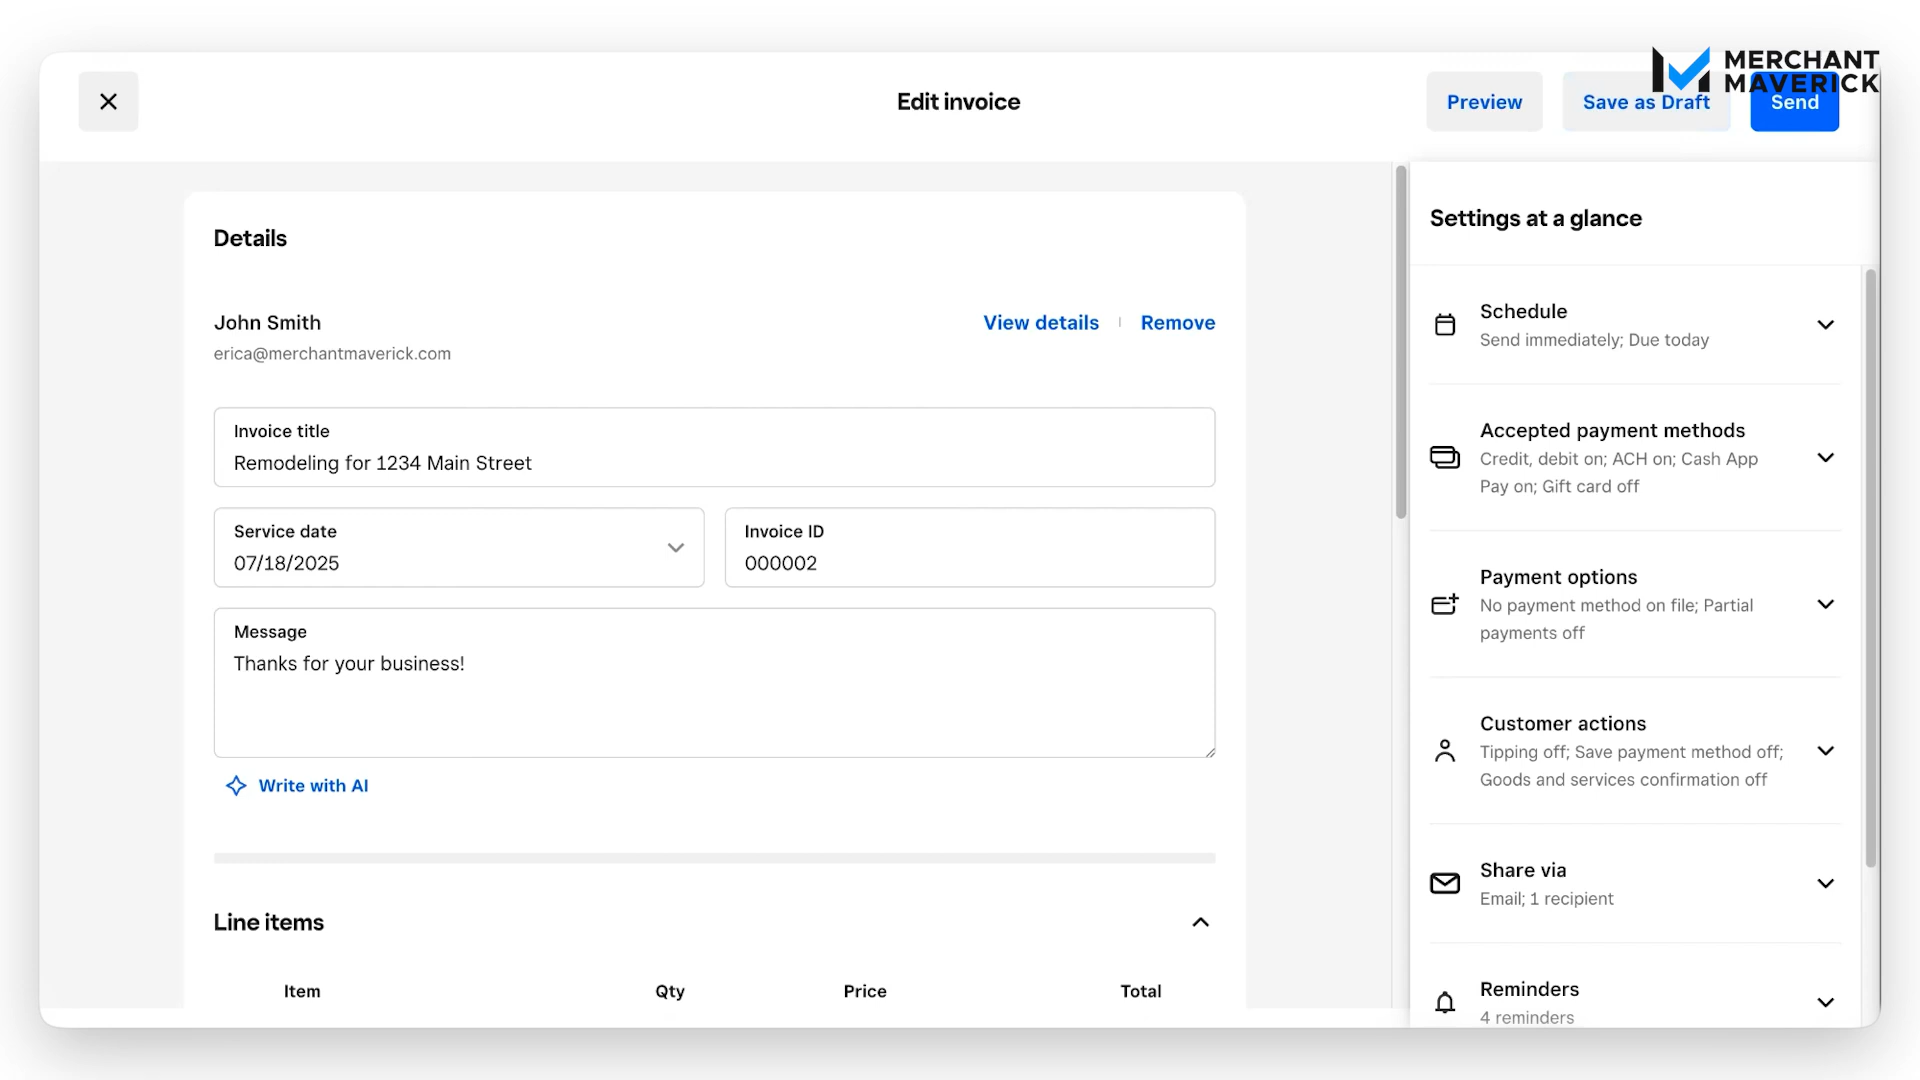 MERCHANT
MAVERICK
Edit invoice
Preview
Save as Draft
Send
Details
John Smith
erica@merchantmaverick.com
View details
Remove
Invoice title
Remodeling for 1234 Main Street
Service date
07/18/2025
Invoice ID
000002
Message
Thanks for your business!
Write with AI
Line items
Item
Qty
Price
Total
Settings at a glance
Schedule
Send immediately; Due today
Accepted payment methods
Credit, debit on; ACH on; Cash App
Pay on; Gift card off
Payment options
No payment method on file; Partial
payments off
Customer actions
Tipping off; Save payment method off;
Goods and services confirmation off
Share via
Email; 1 recipient
Reminders
4 reminders